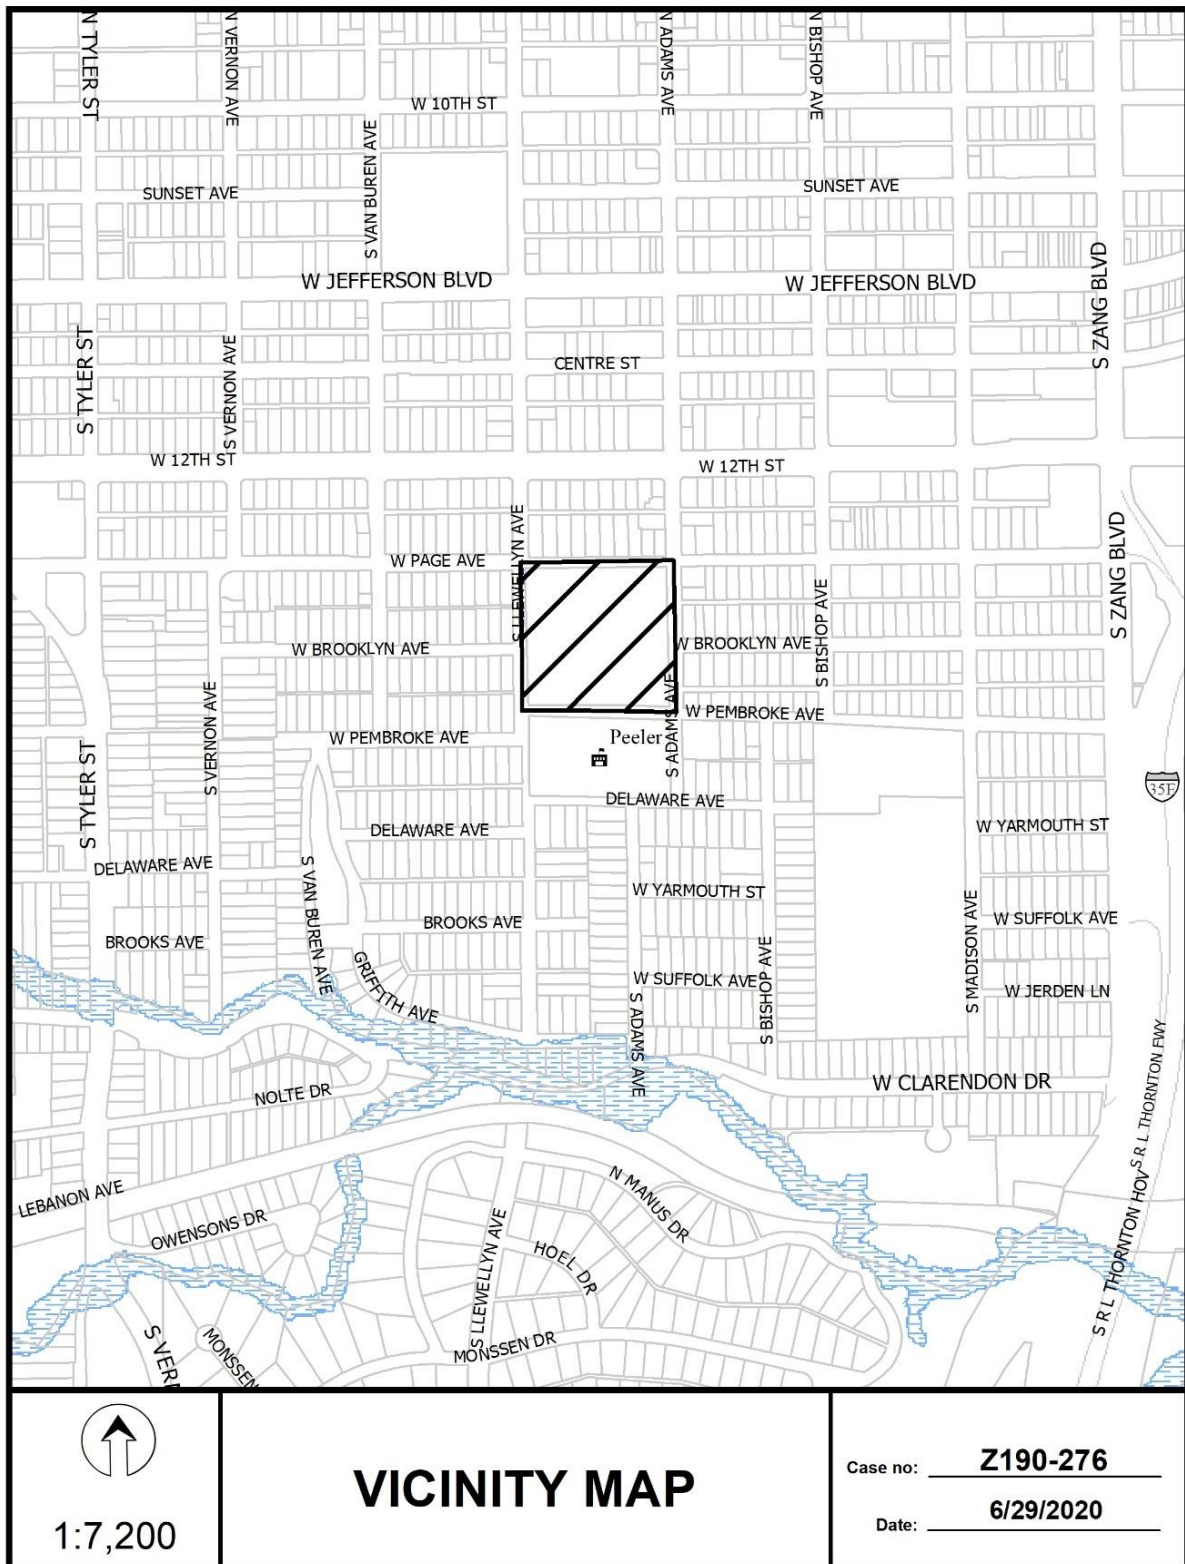 N TYLER ST
N VERNON AVE
N ADAMS AVE
N BISHOP AVE
W 10TH ST
S VAN BUREN AVE
SUNSET AVE
SUNSET AVE
W JEFFERSON BLVD
W JEFFERSON BLVD
S ZANG BLVD
S TYLER ST
S VERNON AVE
CENTRE ST
W 12TH ST
W 12TH ST
S LLEWELLYN AVE
W PAGE AVE
S ZANG BLVD
S BISHOP AVE
W BROOKLYN AVE
W BROOKLYN AVE
S VERNON AVE
S ADAMS AVE
W PEMBROKE AVE
W PEMBROKE AVE
Peeler
S TYLER ST
35E
DELAWARE AVE
DELAWARE AVE
W YARMOUTH ST
DELAWARE AVE
S VAN BUREN AVE
W YARMOUTH ST
BROOKS AVE
W SUFFOLK AVE
BROOKS AVE
S MADISON AVE
S BISHOP AVE
GRIFFYTH AVE
W SUFFOLK AVE
W JERDEN LN
S ADAMS AVE
W CLARENDON DR
NOLTE DR
S R L THORNTON FWY
LEBANON AVE
N MANUS DR
OWENSONS DR
S LLEWELLYN AVE
HOEL DR
S R L THORNTON HOV
S VER
MONSSEN
MONSSEN DR
1:7,200
VICINITY MAP
Case no: Z190-276
Date: 6/29/2020